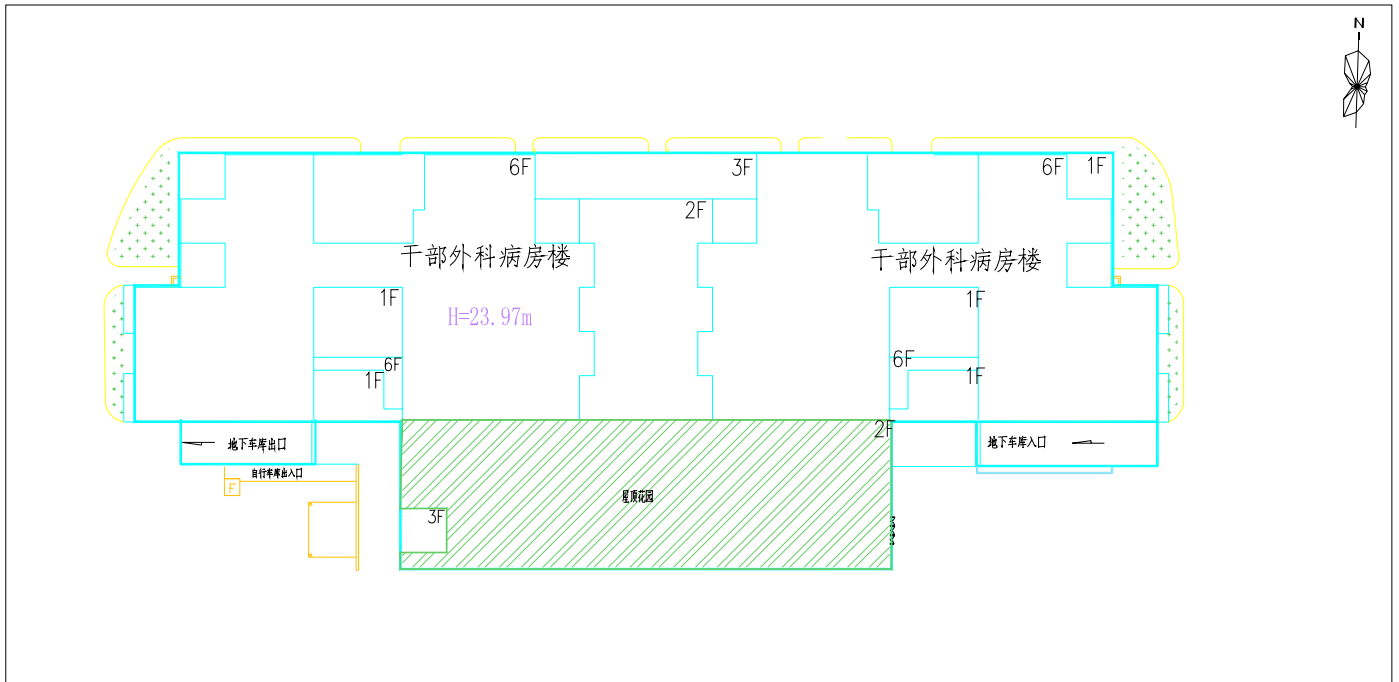 N
6F
3F
6F
1F
2F
干部外科病房楼
干部外科病房楼
1F
H=23.97m
1F
6F
1F
6F
1F
2F
地下车库出口
地下车库入口
自行车库出入口
F
屋顶花园
3F